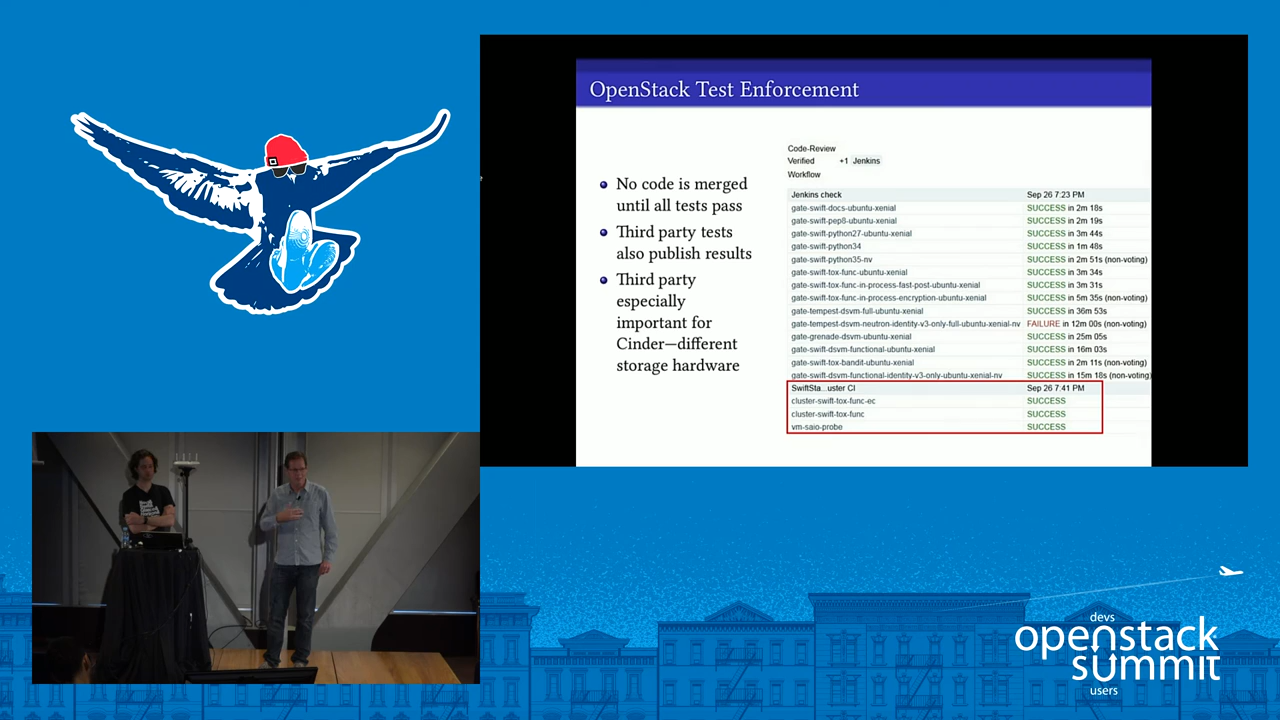 OpenStack Test Enforcement
No code is merged
until all tests pass
Third party tests
also publish results
Third party
especially
important for
Cinder—different
storage hardware
Code-Review
Verified +1 Jenkins
Workflow
Jenkins check Sep 26 7:23 PM
gate-swift-docs-ubuntu-xenial SUCCESS in 2m 18s
gate-swift-pep8-ubuntu-xenial SUCCESS in 2m 19s
gate-swift-python27-ubuntu-xenial SUCCESS in 3m 44s
gate-swift-python34 SUCCESS in 1m 48s
gate-swift-python35-nv SUCCESS in 2m 51s (non-voting)
gate-swift-tox-func-ubuntu-xenial SUCCESS in 3m 34s
gate-swift-tox-func-in-process-fast-post-ubuntu-xenial SUCCESS in 3m 31s
gate-swift-tox-func-in-process-encryption-ubuntu-xenial SUCCESS in 5m 35s (non-voting)
gate-tempest-dsvm-full-ubuntu-xenial SUCCESS in 36m 53s
gate-tempest-dsvm-neutron-identity-v3-only-full-ubuntu-xenial-nv FAILURE in 12m 00s (non-voting)
gate-grenade-dsvm-ubuntu-xenial SUCCESS in 25m 05s
gate-swift-dsvm-functional-ubuntu-xenial SUCCESS in 16m 03s
gate-swift-tox-bandit-ubuntu-xenial SUCCESS in 2m 11s (non-voting)
gate-swift-dsvm-functional-identity-v3-only-ubuntu-xenial-nv SUCCESS in 15m 18s (non-voting)
SwiftSta...uster CI Sep 26 7:41 PM
cluster-swift-tox-func-ec SUCCESS
cluster-swift-tox-func SUCCESS
vm-saio-probe SUCCESS
devs
openstack
summit
users